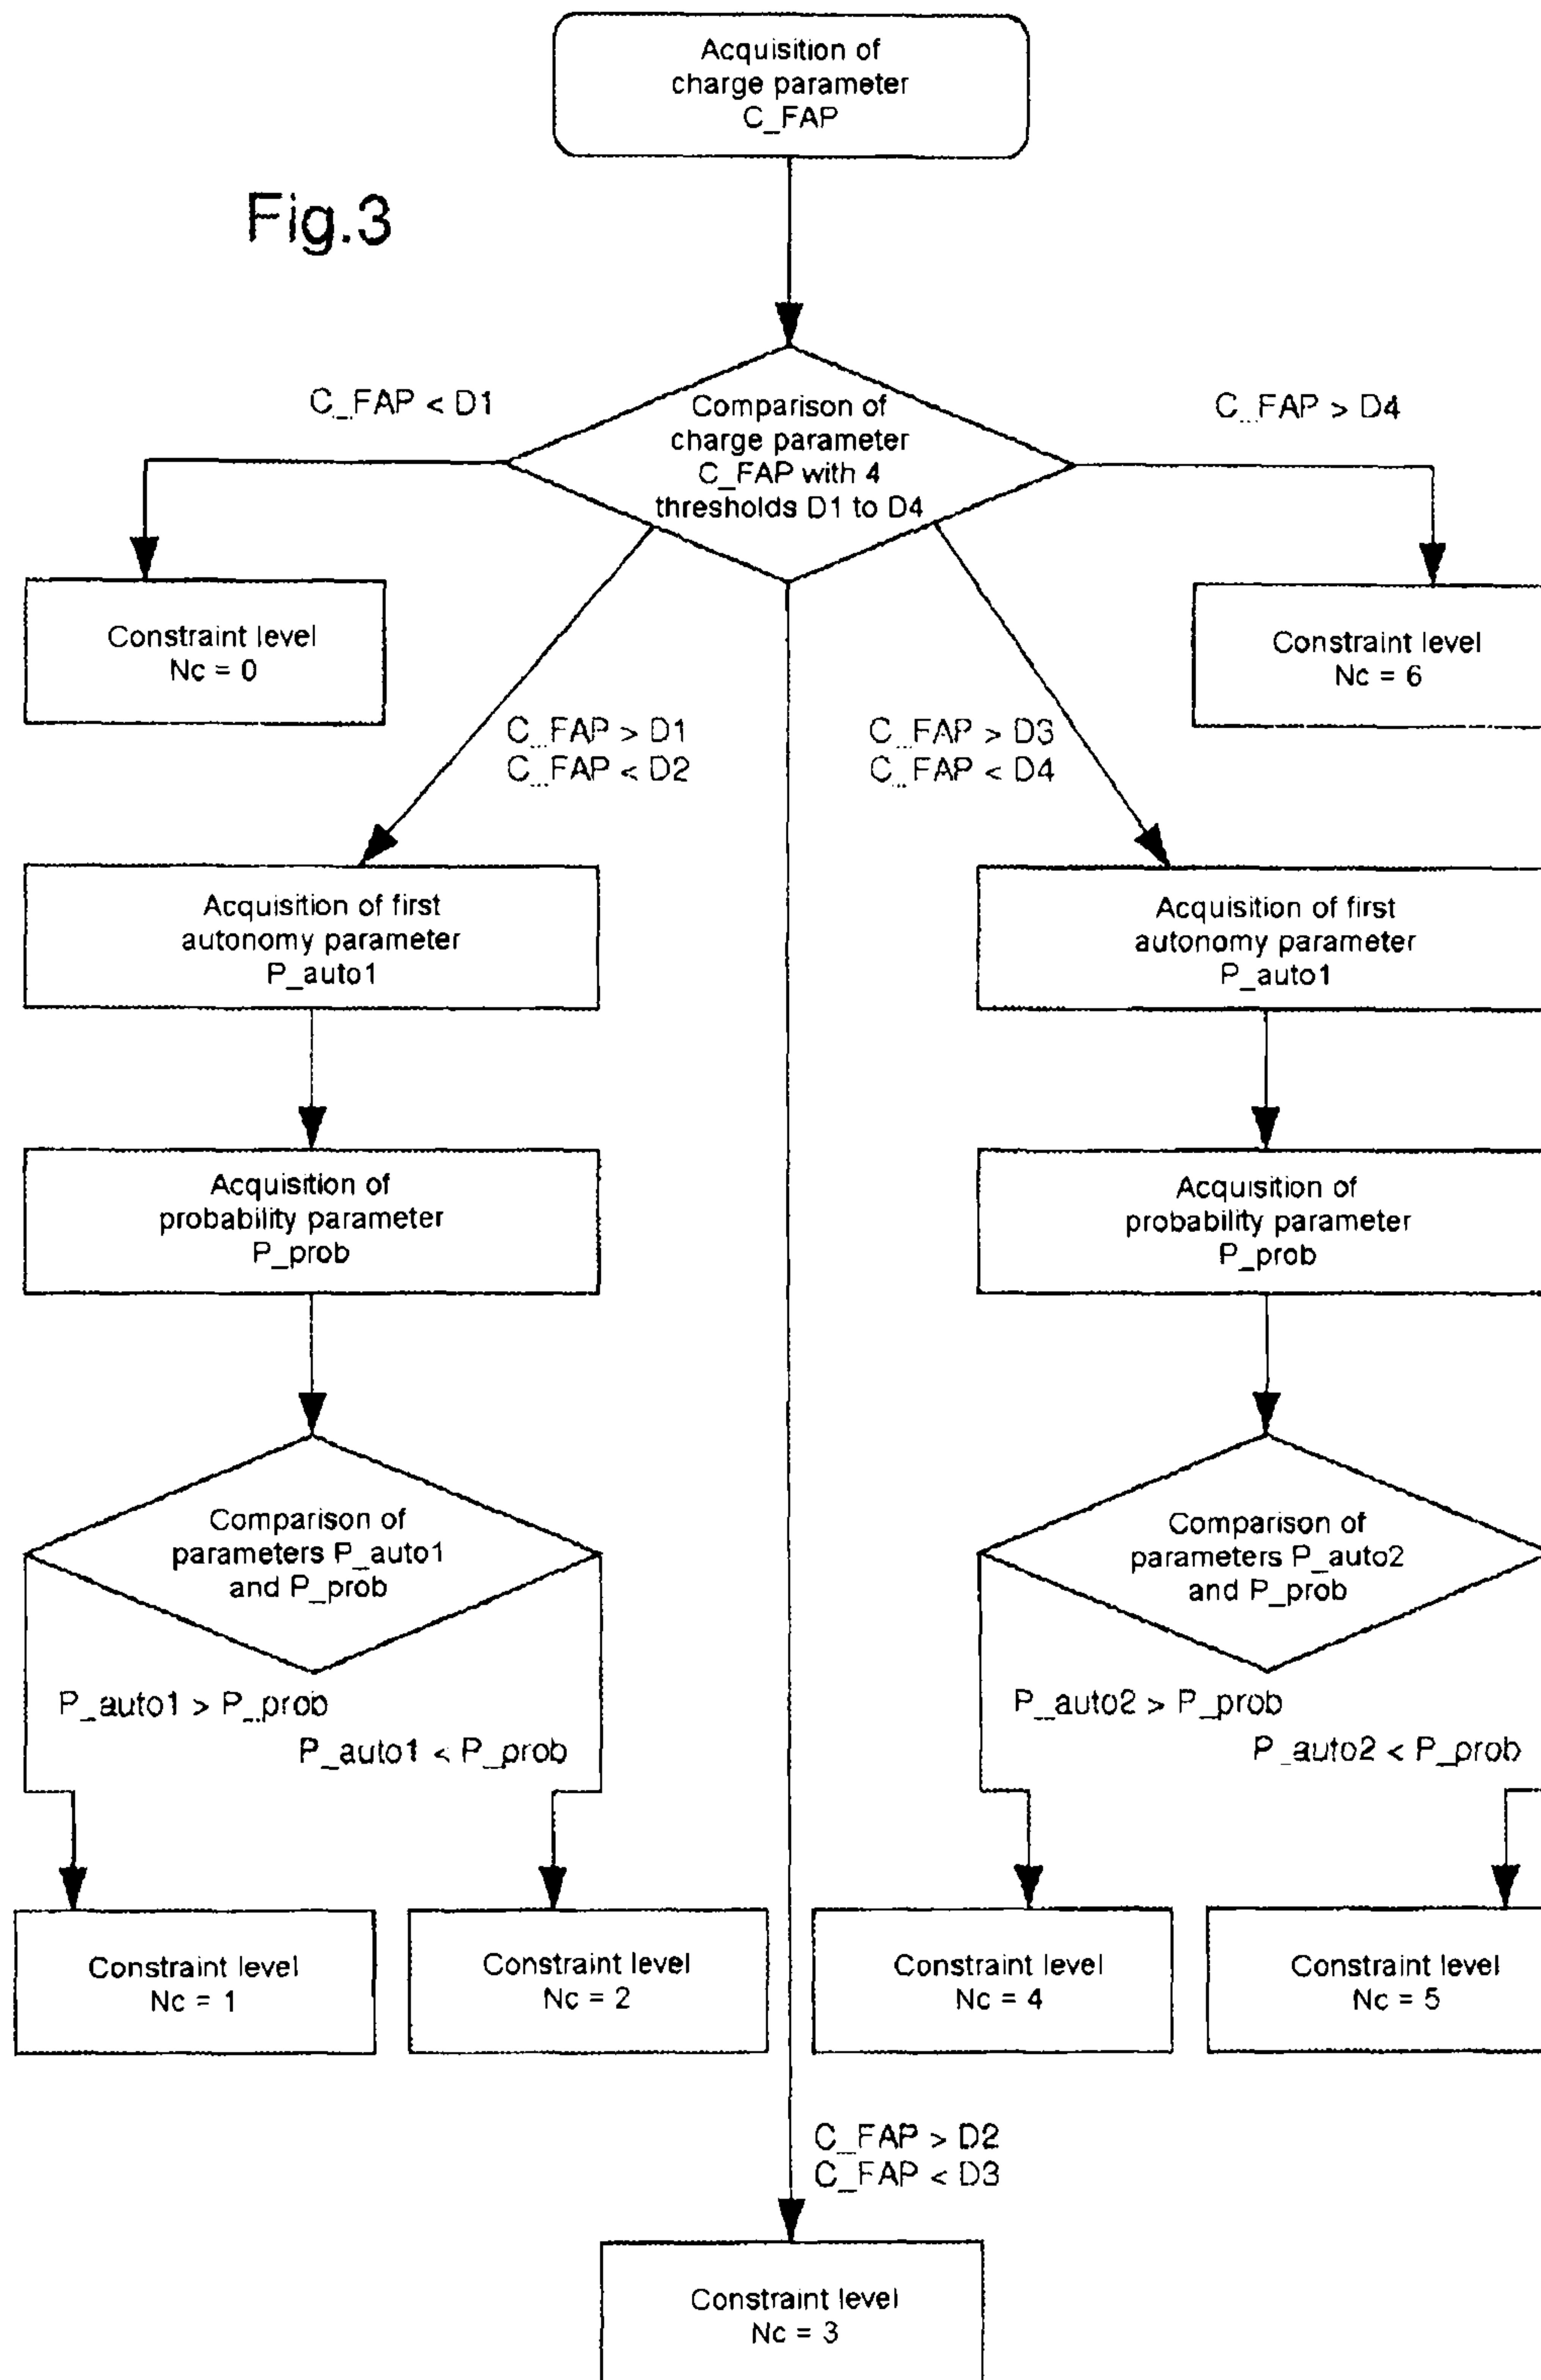 Acquisition of
charge parameter
C_FAP
Fig.3
C_FAP < D1
Comparison of
charge parameter
C_FAP with 4
thresholds D1 to D4
C_FAP > D4
Constraint level
Nc = 0
Constraint level
Nc = 6
C_FAP > D1
C_FAP < D2
C_FAP > D3
C_FAP < D4
Acquisition of first
autonomy parameter
P_auto1
Acquisition of first
autonomy parameter
P_auto1
Acquisition of
probability parameter
P_prob
Acquisition of
probability parameter
P_prob
Comparison of
parameters P_auto1
and P_prob
Comparison of
parameters P_auto2
and P_prob
P_auto1 > P_prob
P_auto1 < P_prob
P_auto2 > P_prob
P_auto2 < P_prob
Constraint level
Nc = 1
Constraint level
Nc = 2
Constraint level
Nc = 4
Constraint level
Nc = 5
C_FAP > D2
C_FAP < D3
Constraint level
Nc = 3